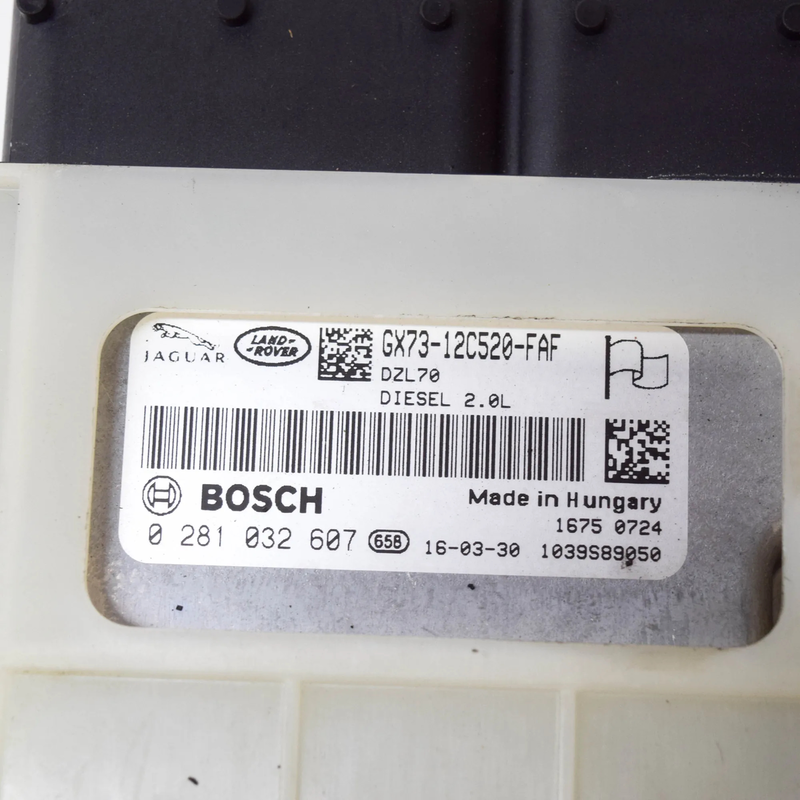 JAGUAR
LAND-
ROVER
GX73-12C520-FAF
DZL70
DIESEL 2.0L
BOSCH
Made in Hungary
1675 0724
0 281 032 607 65B 16-03-30 1039S89050